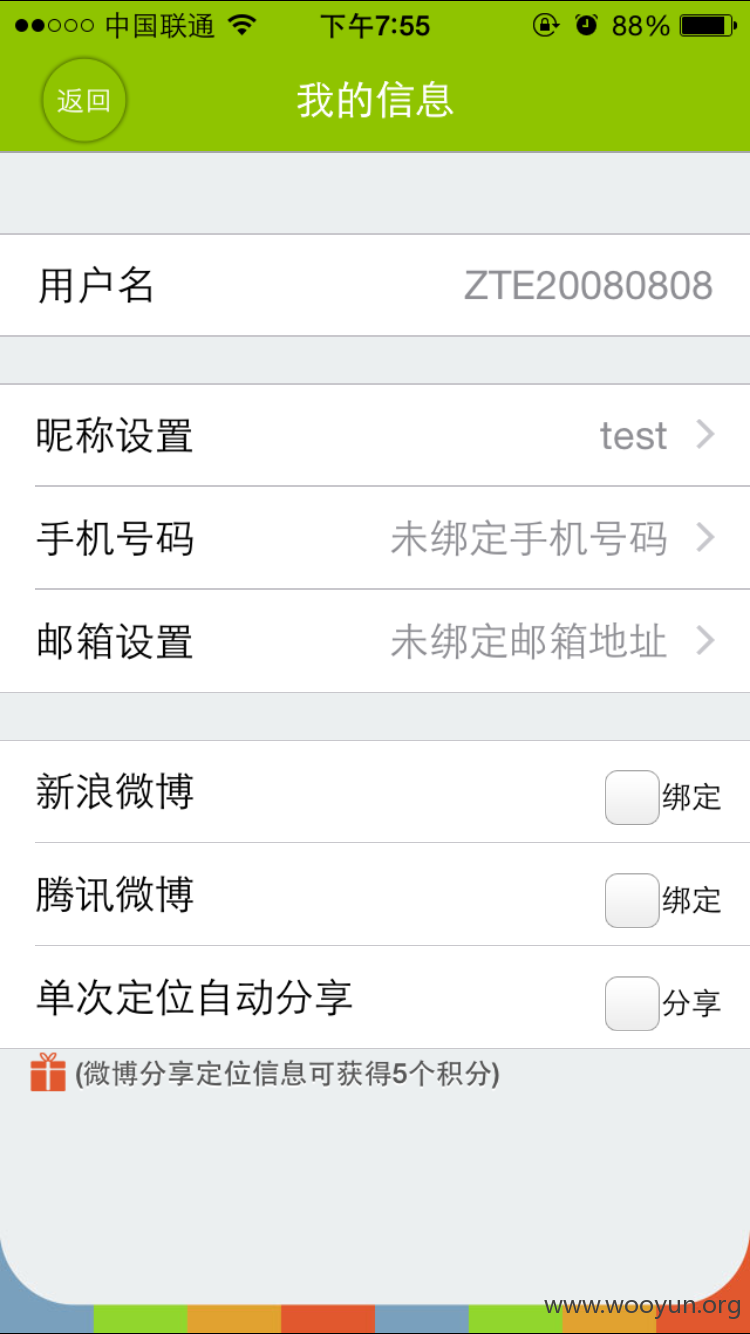 中国联通 下午7:55 88%
返回 我的信息
用户名 ZTE20080808
昵称设置 test
手机号码 未绑定手机号码
邮箱设置 未绑定邮箱地址
新浪微博 绑定
腾讯微博 绑定
单次定位自动分享 分享
(微博分享定位信息可获得5个积分)
www.wooyun.org